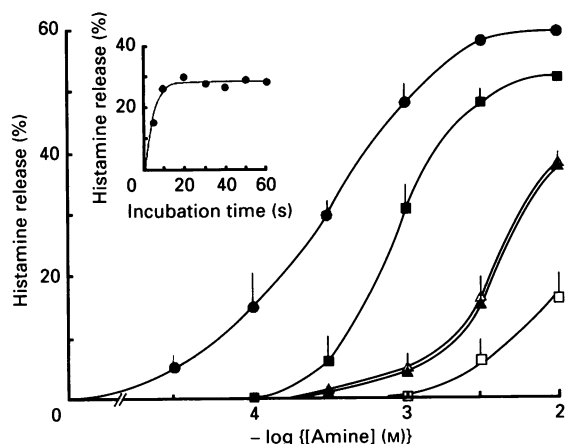 60
40
20
Histamine release (%)
40
20
Histamine release (%)
0 20 40 60
Incubation time (s)
0 4 3 2
– log {[Amine] (M)}